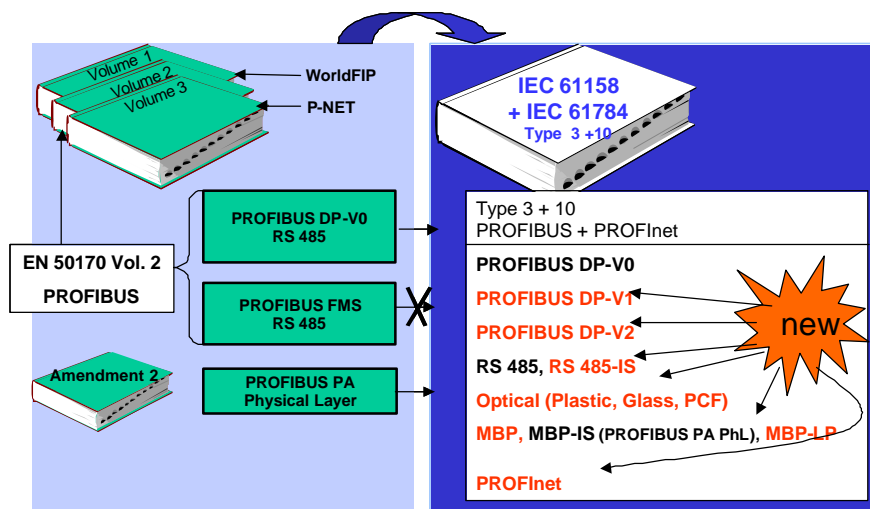 Volume 1
Volume 2
Volume 3
WorldFIP
P-NET
EN 50170 Vol. 2
PROFIBUS
Amendment 2
PROFIBUS DP-V0
RS 485
PROFIBUS FMS
RS 485
PROFIBUS PA
Physical Layer
IEC 61158
+ IEC 61784
Type 3 +10
Type 3 + 10
PROFIBUS + PROFInet
PROFIBUS DP-V0
PROFIBUS DP-V1
PROFIBUS DP-V2
RS 485, RS 485-IS
Optical (Plastic, Glass, PCF)
MBP, MBP-IS (PROFIBUS PA PhL), MBP-LP
PROFInet
new